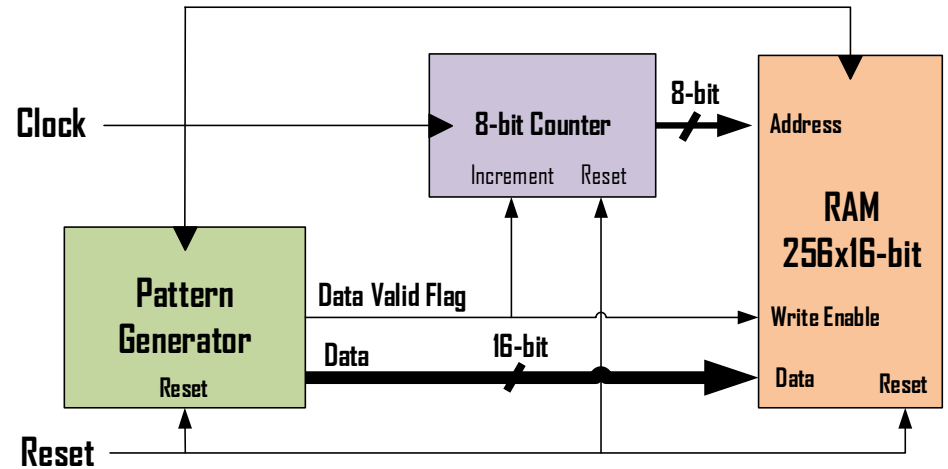 8-bit
Clock
8-bit Counter
Address
Increment Reset
RAM
256x16-bit
Pattern
Generator
Data Valid Flag
Write Enable
16-bit
Data
Data
Reset
Reset
Reset